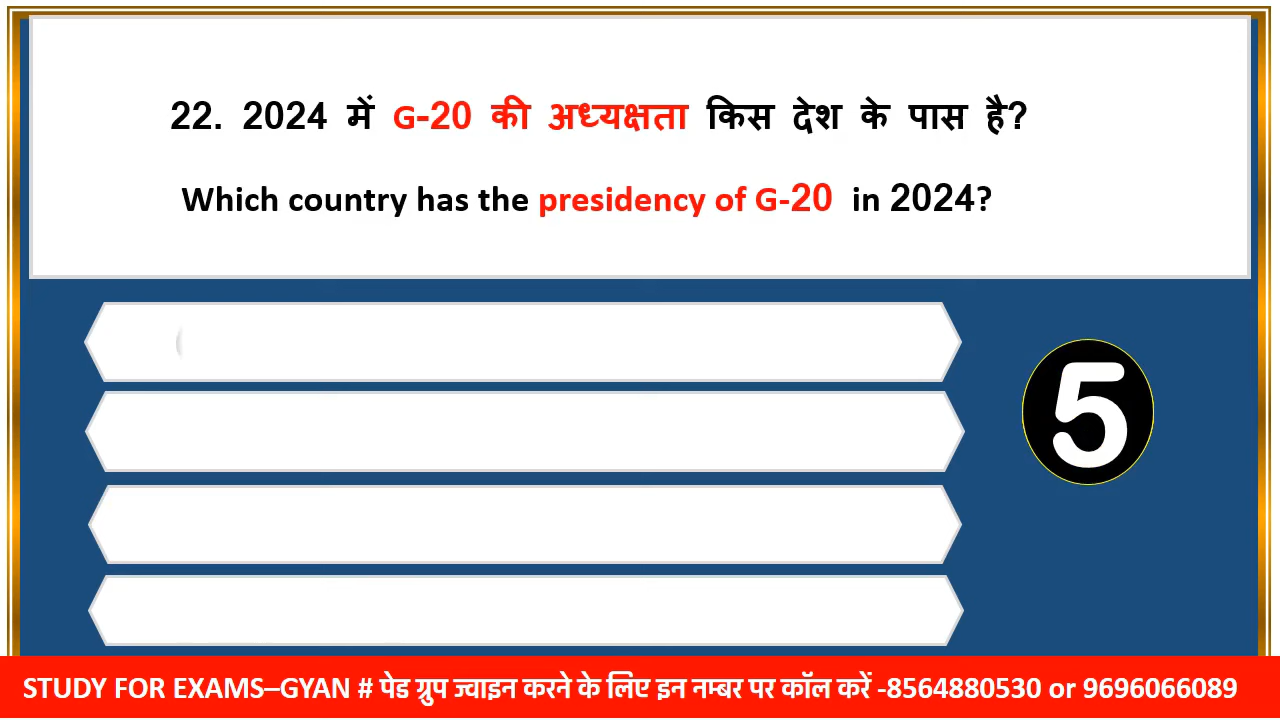 22. 2024 में G-20 की अध्यक्षता किस देश के पास है?
Which country has the presidency of G-20 in 2024?
5
STUDY FOR EXAMS–GYAN # पेड ग्रुप ज्वाइन करने के लिए इन नम्बर पर कॉल करें -8564880530 or 9696066089